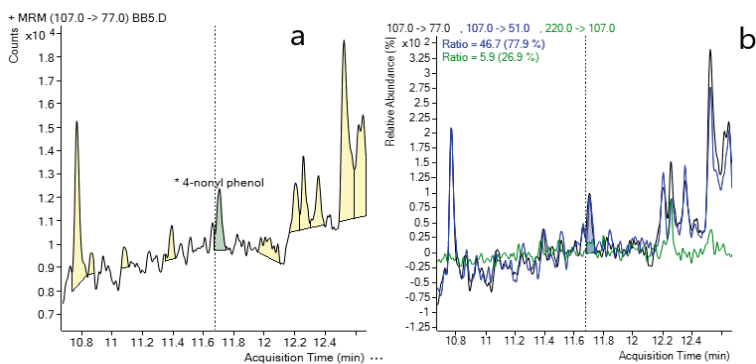 + MRM (107.0 -> 77.0) BB5.D
Counts
x10 4
a
1.8
1.7
1.6
1.5
1.4
1.3
1.2
1.1
1
0.9
0.8
0.7
* 4-nonyl phenol
10.8 11 11.2 11.4 11.6 11.8 12 12.2 12.4
Acquisition Time (min) ...
107.0 -> 77.0 , 107.0 -> 51.0 , 220.0 -> 107.0
b
Relative Abundance (%)
x10 2
Ratio = 46.7 (77.9 %)
Ratio = 5.9 (26.9 %)
3.5
3.25
3
2.75
2.5
2.25
2
1.75
1.5
1.25
1
0.75
0.5
0.25
0
-0.25
-0.5
-0.75
-1
-1.25
10.8 11 11.2 11.4 11.6 11.8 12 12.2 12.4
Acquisition Time (min)